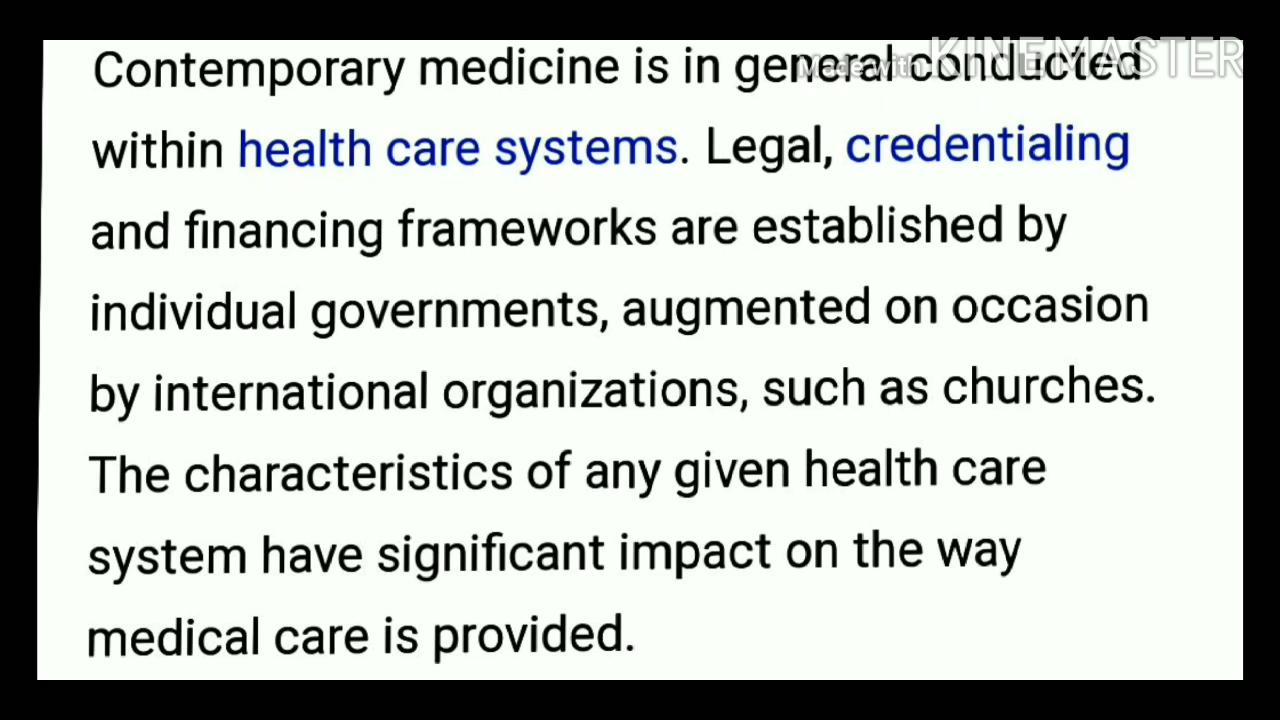 Made with KINEMASTER
Contemporary medicine is in general conducted
within health care systems. Legal, credentialing
and financing frameworks are established by
individual governments, augmented on occasion
by international organizations, such as churches.
The characteristics of any given health care
system have significant impact on the way
medical care is provided.